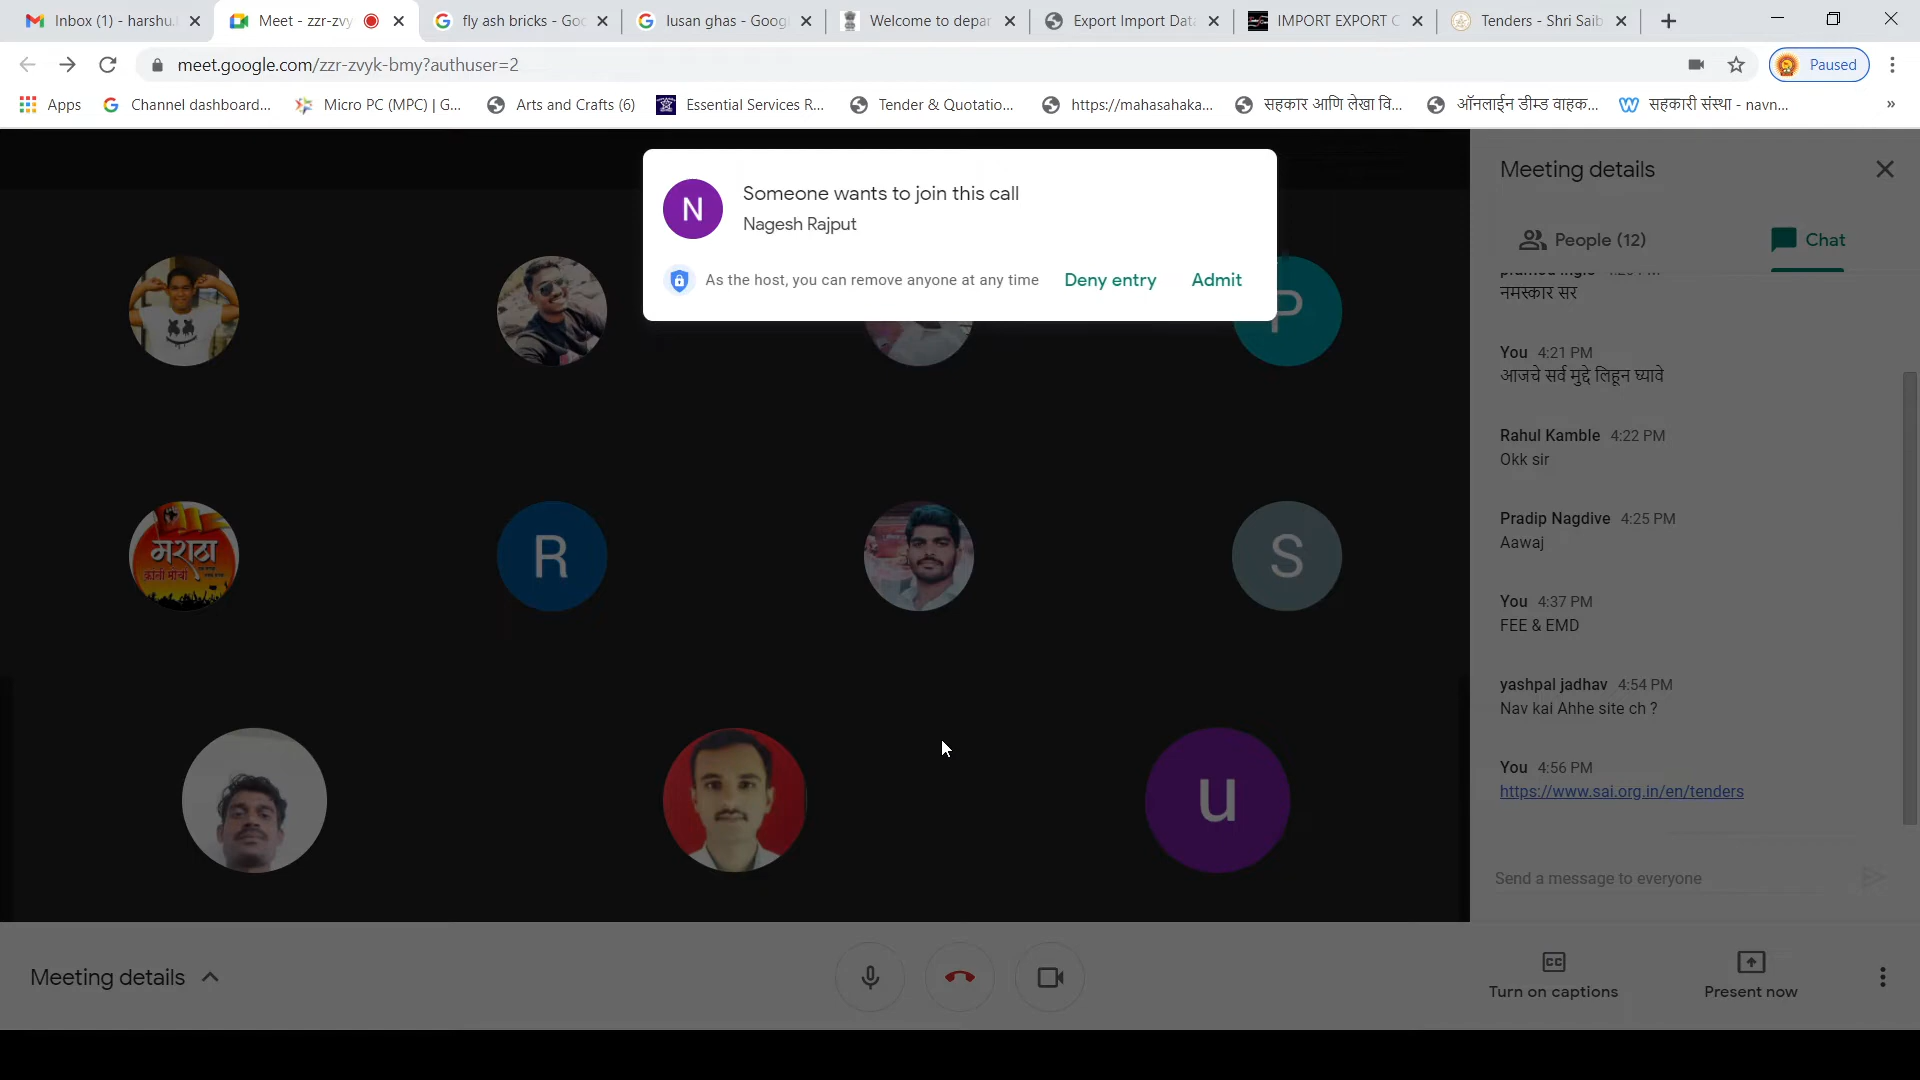 Inbox (1) - harshu
Meet - zzr-zvy
fly ash bricks - Goo
lusan ghas - Googl
Welcome to depar
Export Import Dat
IMPORT EXPORT C
Tenders - Shri Saib
meet.google.com/zzr-zvyk-bmy?authuser=2
Paused
Apps
Channel dashboard...
Micro PC (MPC) | G...
Arts and Crafts (6)
Essential Services R...
Tender & Quotatio...
https://mahasahaka...
सहकार आणि लेखा वि...
ऑनलाईन डीम्ड वाहक...
सहकारी संस्था - navn...
»
Someone wants to join this call
N
Nagesh Rajput
As the host, you can remove anyone at any time
Deny entry
Admit
P
मराठा
क्रांती मोर्चा
R
S
u
Meeting details
People (12)
Chat
नमस्कार सर
You 4:21 PM
आजचे सर्व मुद्दे लिहून घ्यावे
Rahul Kamble 4:22 PM
Okk sir
Pradip Nagdive 4:25 PM
Aawaj
You 4:37 PM
FEE & EMD
yashpal jadhav 4:54 PM
Nav kai Ahhe site ch ?
You 4:56 PM
https://www.sai.org.in/en/tenders
Send a message to everyone
Meeting details
CC
Turn on captions
Present now